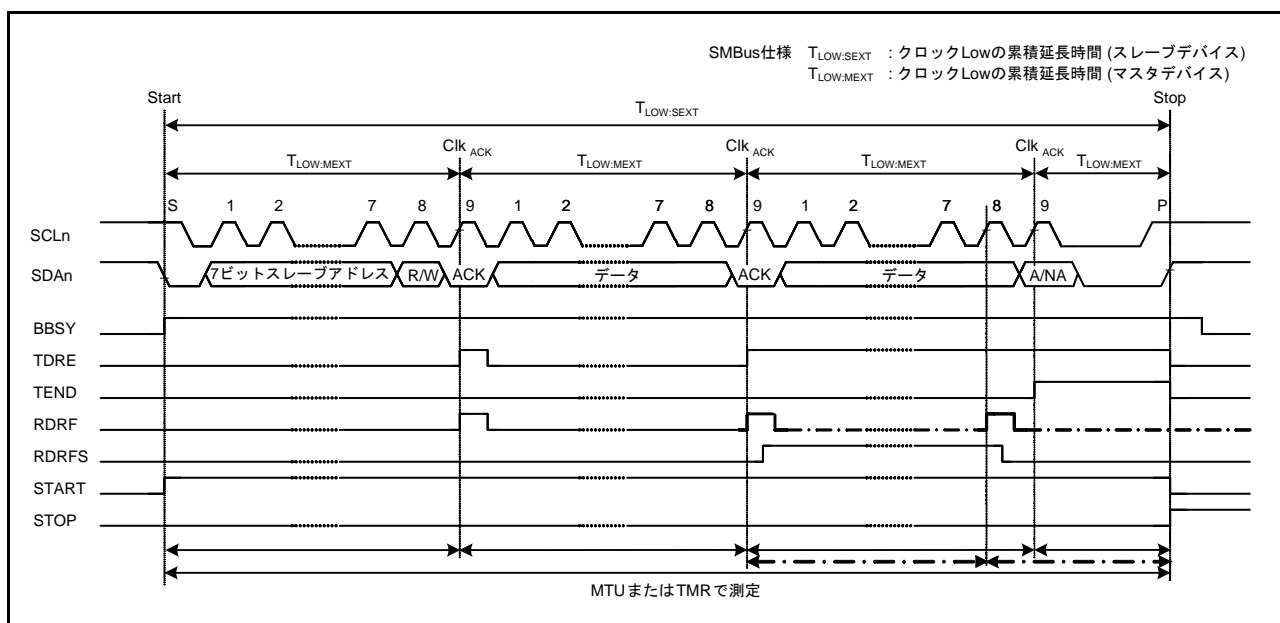 SMBus仕様 TLOW:SEXT : クロックLowの累積延長時間 (スレーブデバイス)
TLOW:MEXT : クロックLowの累積延長時間 (マスタデバイス)
Start Stop
TLOW:SEXT
Clk ACK Clk ACK Clk ACK
TLOW:MEXT TLOW:MEXT TLOW:MEXT TLOW:MEXT
S 1 2 7 8 9 1 2 7 8 9 1 2 7 8 9 P
SCLn
SDAn 7ビットスレーブアドレス R/W ACK データ ACK データ A/NA
BBSY
TDRE
TEND
RDRF
RDRFS
START
STOP
MTUまたはTMRで測定